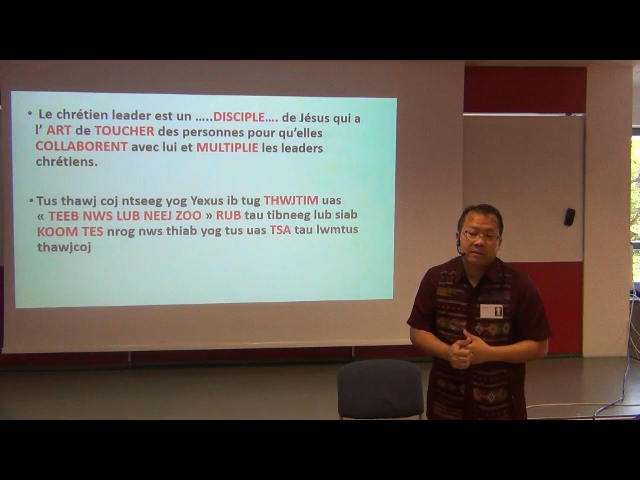 • Le chrétien leader est un …..DISCIPLE…. de Jésus qui a
l' ART de TOUCHER des personnes pour qu'elles
COLLABORENT avec lui et MULTIPLIE les leaders
chrétiens.
• Tus thawj coj ntseeg yog Yexus ib tug THWJTIM uas
« TEEB NWS LUB NEEJ ZOO » RUB tau tibneeg lub siab
KOOM TES nrog nws thiab yog tus uas TSA tau lwmtus
thawjcoj